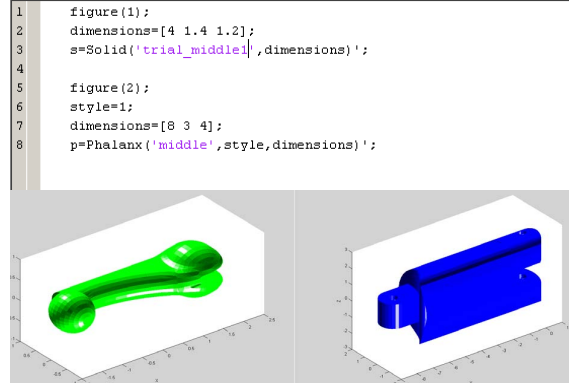 1 figure(1);
2 dimensions=[4 1.4 1.2];
3 s=Solid('trial_middle1',dimensions)';
4
5 figure(2);
6 style=1;
7 dimensions=[8 3 4];
8 p=Phalanx('middle',style,dimensions)';